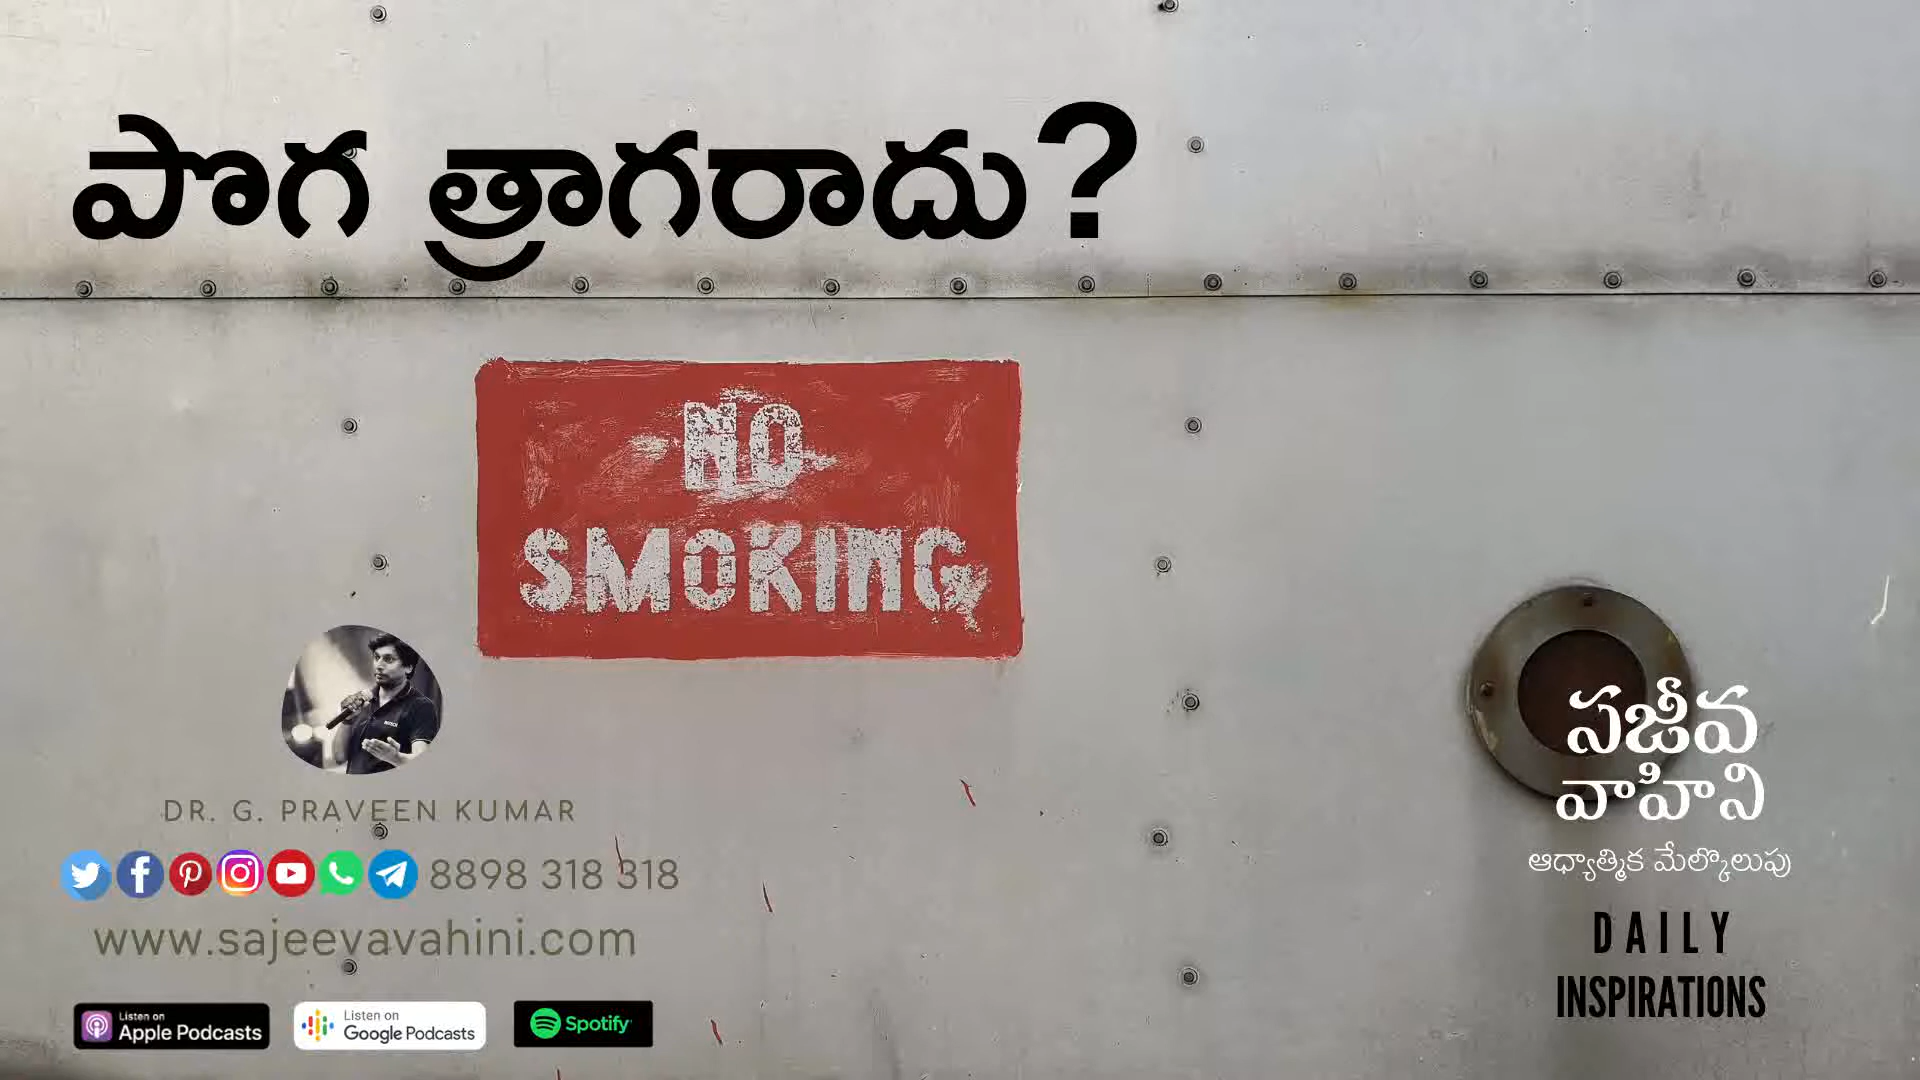 పొగ త్రాగరాదు?
NO
SMOKING
DR. G. PRAVEEN KUMAR
8898 318 318
www.sajeevavahini.com
Listen on
Apple Podcasts
Listen on
Google Podcasts
Spotify
సజీవ
వాహిని
ఆధ్యాత్మిక మేల్కొలుపు
DAILY
INSPIRATIONS